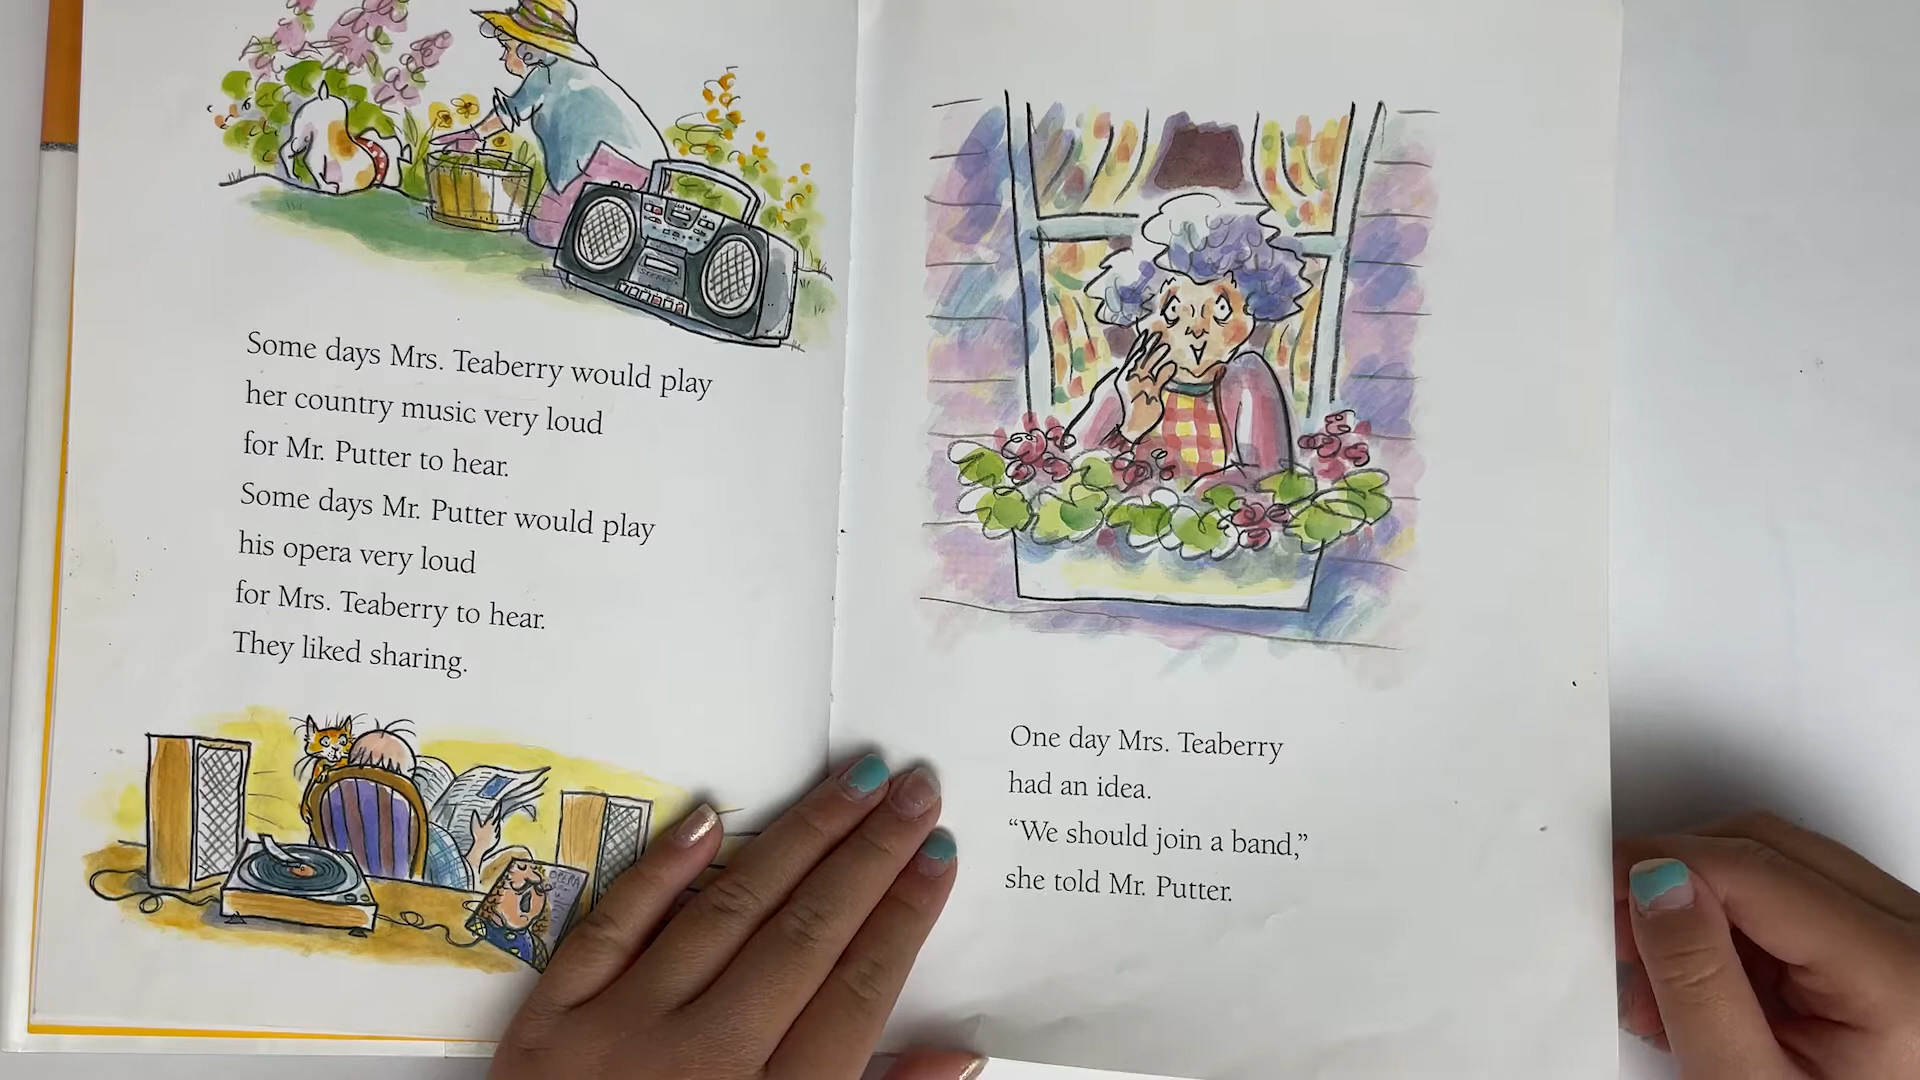 Some days Mrs. Teaberry would play
her country music very loud
for Mr. Putter to hear.
Some days Mr. Putter would play
his opera very loud
for Mrs. Teaberry to hear.
They liked sharing.
OPERA
One day Mrs. Teaberry
had an idea.
“We should join a band,”
she told Mr. Putter.